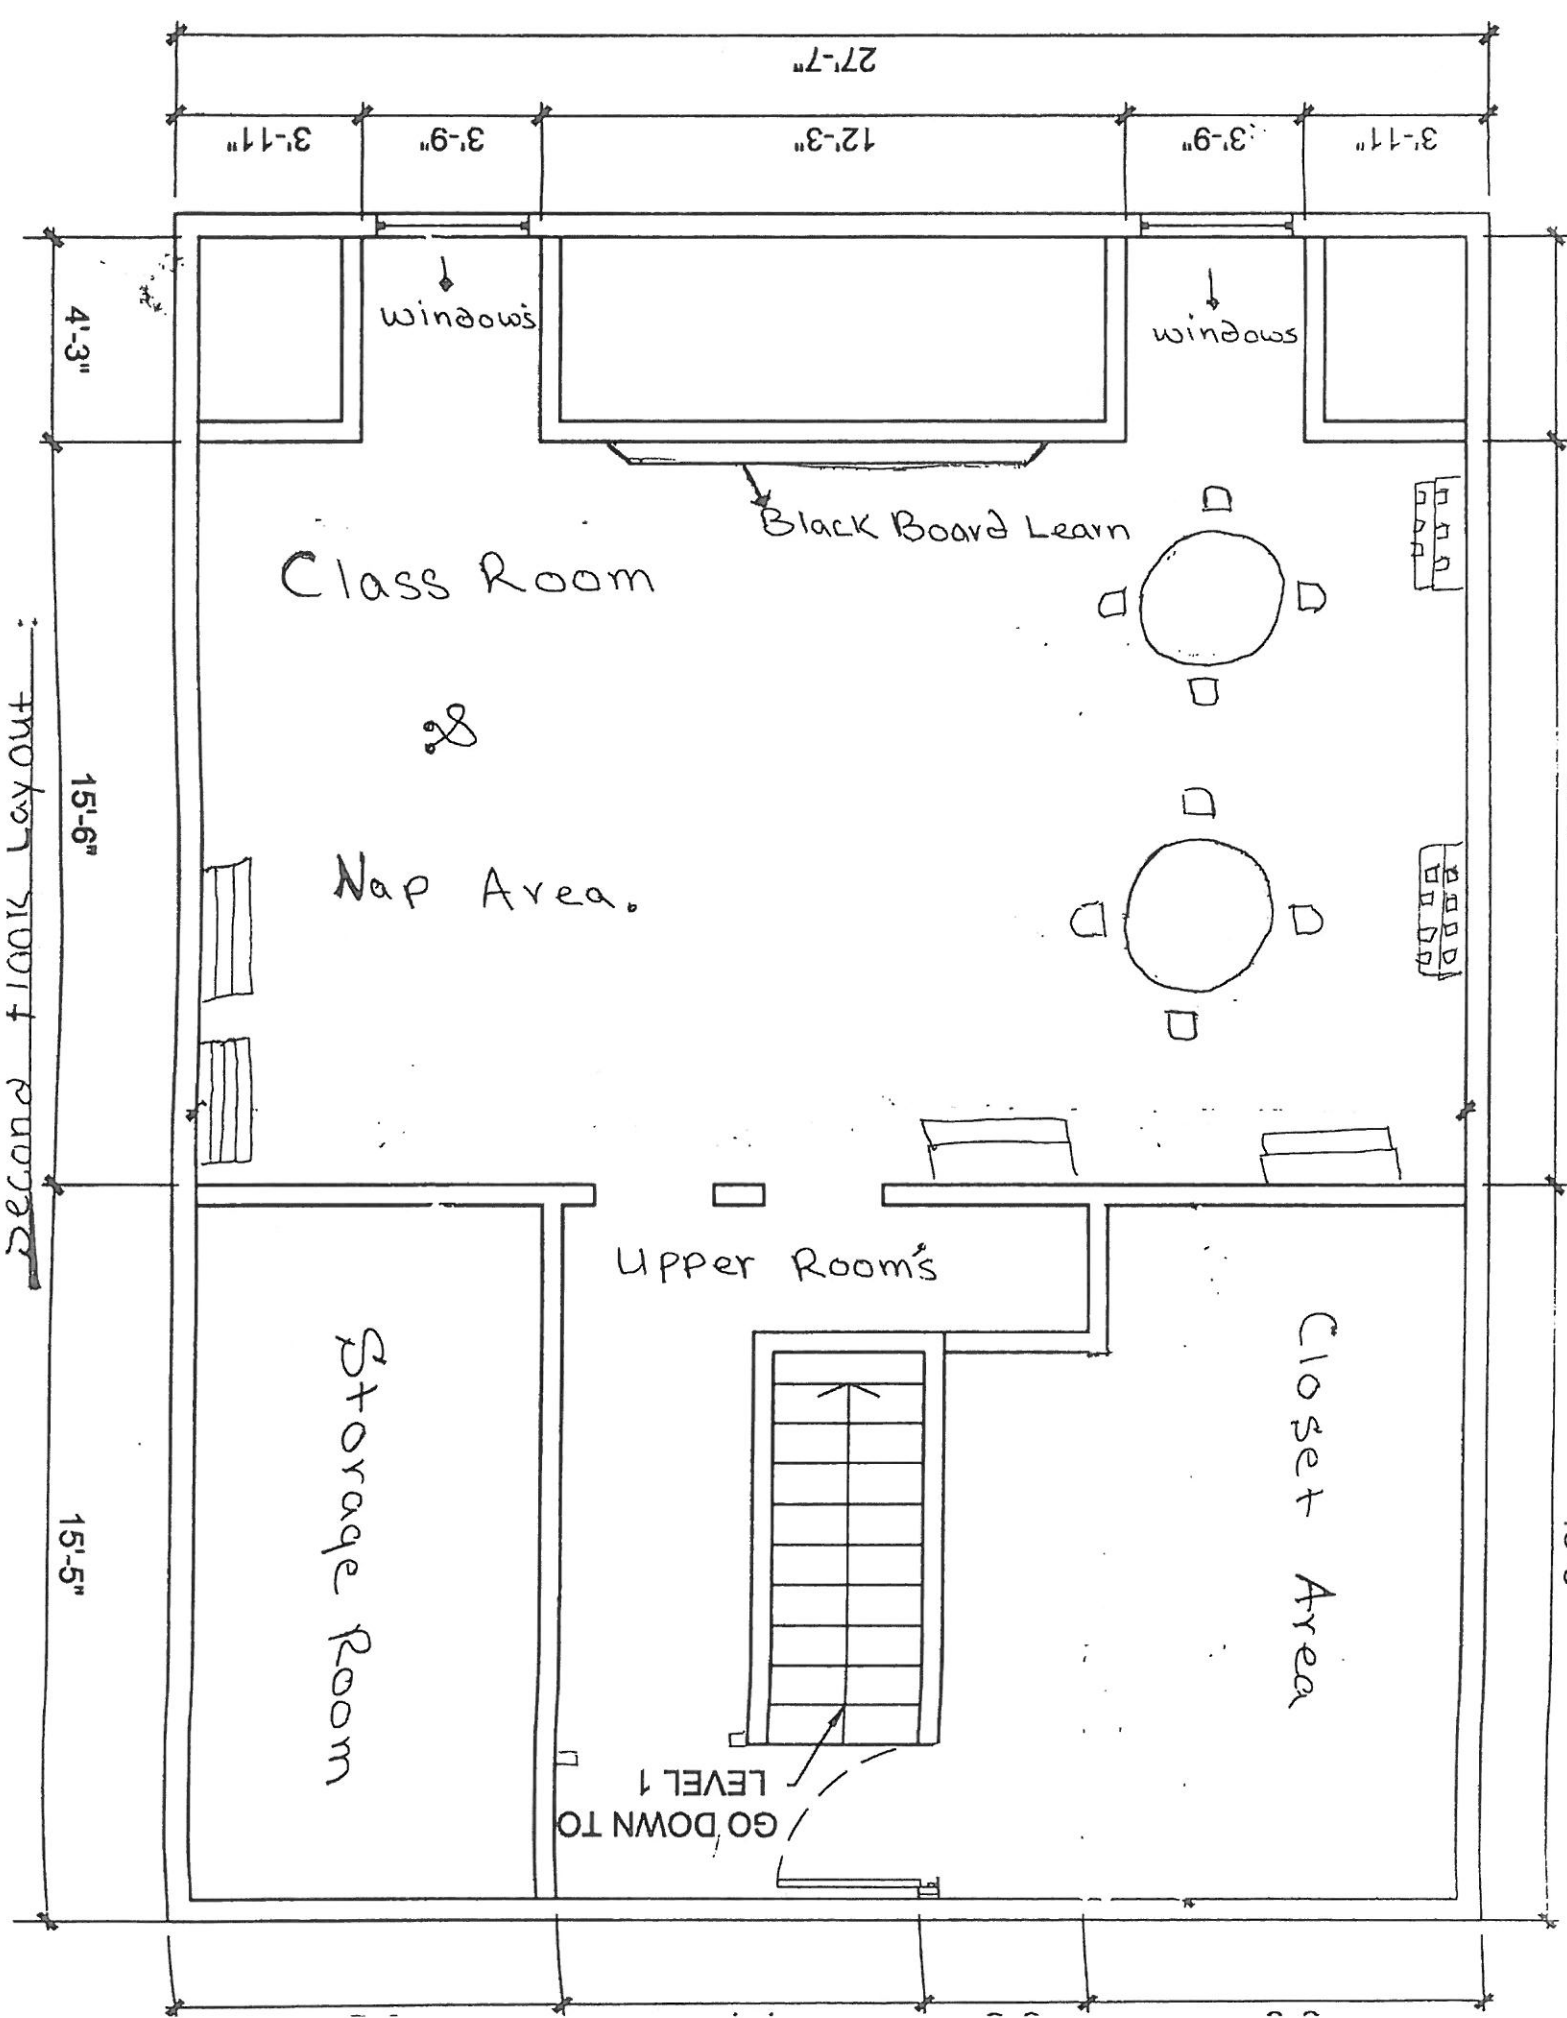 27'-7"
3'-11"
3'-9"
12'-3"
3'-9"
3'-11"
4'-3"
windows
windows
Black Board Learn
Class Room
&
Nap Area.
15'-6"
Second floor Layout:
Upper Room's
Storage Room
Closet Area
15'-5"
GO DOWN TO
LEVEL 1